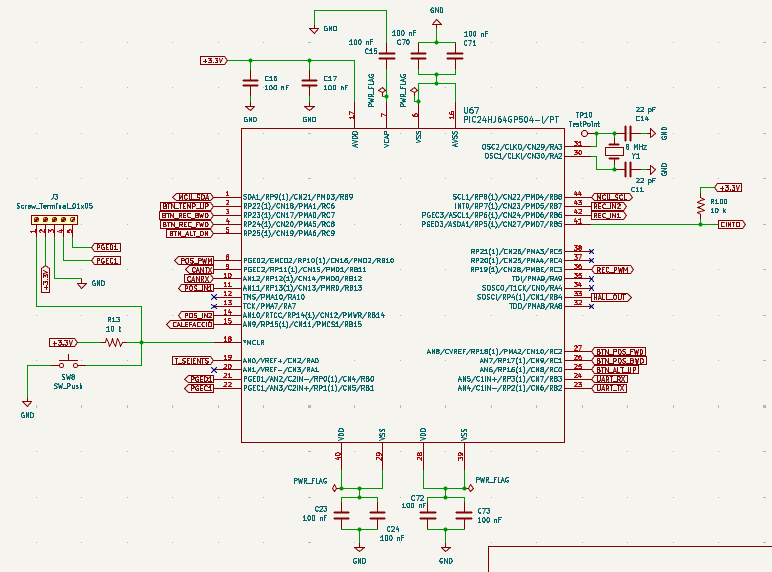 GND
GND
100 nF
C15
100 nF
C70
100 nF
C71
+3.3V
C16
100 nF
C17
100 nF
GND
GND
PWR_FLAG
PWR_FLAG
17
7
6
16
AVDD
VCAP
VSS
AVSS
U67
PIC24HJ64GP504-I/PT
TP10
TestPoint
22 pF
C14
GND
8 MHz
Y1
22 pF
C11
GND
OSC2/CLKO/CN29/RA3
31
OSC1/CLKI/CN30/RA2
30
J3
Screw_Terminal_01x05
1
2
3
4
5
PGED1
PGEC1
+3.3V
GND
MCU_SDA
1
SDA1/RP9(1)/CN21/PMD3/RB9
BTN_TEMP_UP
2
RP22(1)/CN18/PMA1/RC6
BTN_REC_BWD
3
RP23(1)/CN17/PMA0/RC7
BTN_REC_FWD
4
RP24(1)/CN20/PMA5/RC8
BTN_ALT_DN
5
RP25(1)/CN19/PMA6/RC9
POS_PWM
8
PGED2/EMCD2/RP10(1)/CN16/PMD2/RB10
CANTX
9
PGEC2/RP11(1)/CN15/PMD1/RB11
CANRX
10
AN12/RP12(1)/CN14/PMD0/RB12
POS_IN1
11
AN11/RP13(1)/CN13/PMRD/RB13
12
TMS/PMA10/RA10
13
TCK/PMA7/RA7
POS_IN2
14
AN10/RTCC/RP14(1)/CN12/PMWR/RB14
CALEFACCIO
15
AN9/RP15(1)/CN11/PMCS1/RB15
18
*MCLR
T_SEIENTS
19
AN0/VREF+/CN2/RA0
20
AN1/VREF-/CN3/RA1
PGED1
21
PGED1/AN2/C2IN-/RP0(1)/CN4/RB0
PGEC1
22
PGEC1/AN3/C2IN+/RP1(1)/CN5/RB1
SCL1/RP8(1)/CN22/PMD4/RB8
44
MCU_SCL
INT0/RP7(1)/CN23/PMD5/RB7
43
REC_IN2
PGEC3/ASCL1/RP6(1)/CN24/PMD6/RB6
42
REC_IN1
PGED3/ASDA1/RP5(1)/CN27/PMD7/RB5
41
+3.3V
R100
10 k
CINT0
RP21(1)/CN26/PMA3/RC5
38
RP20(1)/CN25/PMA4/RC4
37
RP19(1)/CN28/PMBE/RC3
36
REC_PWM
TDI/PMA9/RA9
35
SOSCO/T1CK/CN0/RA4
34
SOSCI/RP4(1)/CN1/RB4
33
HALL_OUT
TDO/PMA8/RA8
32
AN8/CVREF/RP18(1)/PMA2/CN10/RC2
27
BTN_POS_FWD
AN7/RP17(1)/CN9/RC1
26
BTN_POS_BWD
AN6/RP16(1)/CN8/RC0
25
BTN_ALT_UP
AN5/C1IN+/RP3(1)/CN7/RB3
24
UART_RX
AN4/C1IN-/RP2(1)/CN6/RB2
23
UART_TX
R13
10 k
+3.3V
SW8
SW_Push
GND
VDD
VSS
VDD
VSS
40
29
28
39
PWR_FLAG
PWR_FLAG
C23
100 nF
C24
100 nF
C72
100 nF
C73
100 nF
GND
GND